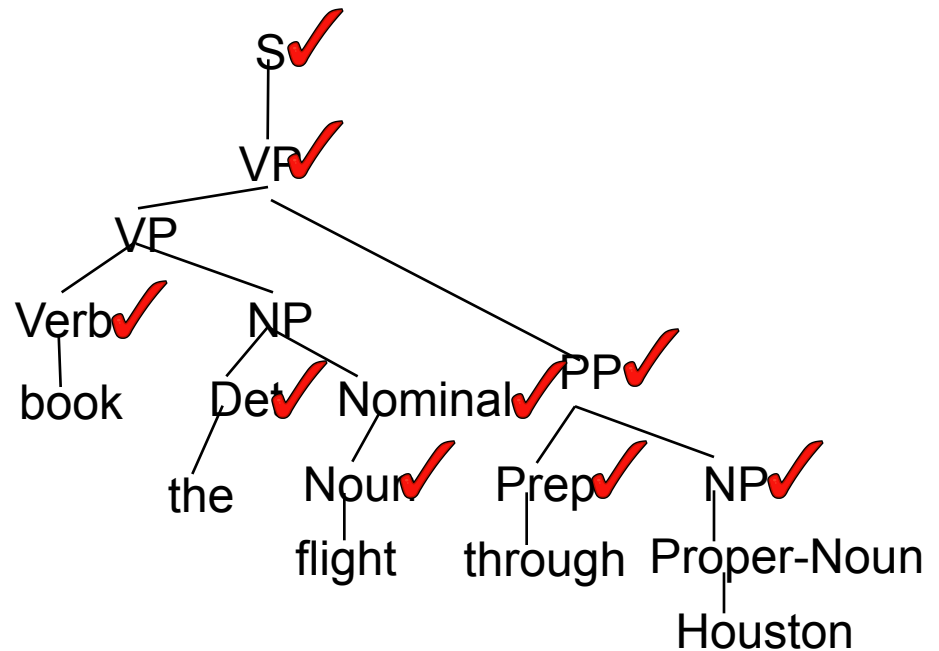 S
VP
VP
Verb NP
PP
book Det Nominal
the Noun Prep NP
flight through Proper-Noun
Houston